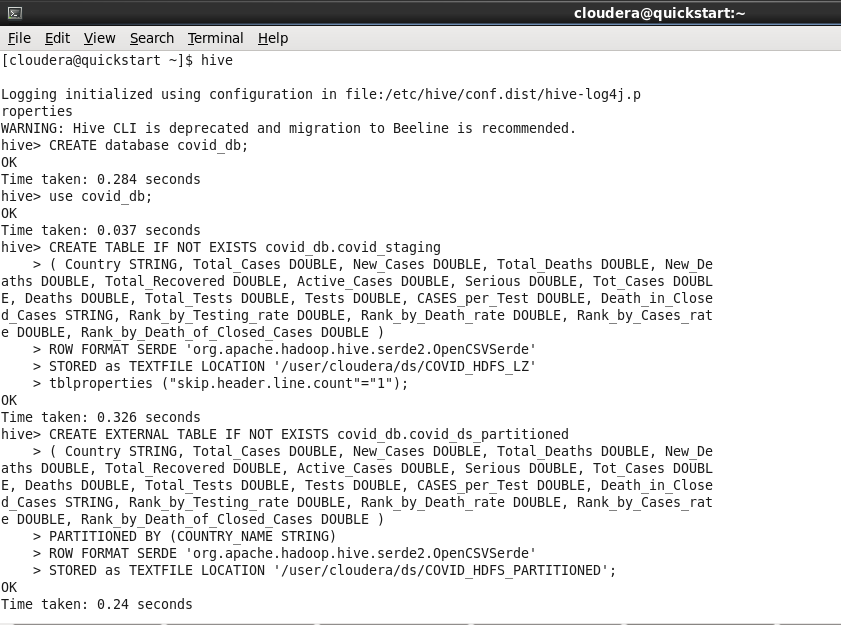 cloudera@quickstart:~
File Edit View Search Terminal Help
[cloudera@quickstart ~]$ hive
Logging initialized using configuration in file:/etc/hive/conf.dist/hive-log4j.p
roperties
WARNING: Hive CLI is deprecated and migration to Beeline is recommended.
hive> CREATE database covid_db;
OK
Time taken: 0.284 seconds
hive> use covid_db;
OK
Time taken: 0.037 seconds
hive> CREATE TABLE IF NOT EXISTS covid_db.covid_staging
    > ( Country STRING, Total_Cases DOUBLE, New_Cases DOUBLE, Total_Deaths DOUBLE, New_De
aths DOUBLE, Total_Recovered DOUBLE, Active_Cases DOUBLE, Serious DOUBLE, Tot_Cases DOUBL
E, Deaths DOUBLE, Total_Tests DOUBLE, Tests DOUBLE, CASES_per_Test DOUBLE, Death_in_Close
d_Cases STRING, Rank_by_Testing_rate DOUBLE, Rank_by_Death_rate DOUBLE, Rank_by_Cases_rat
e DOUBLE, Rank_by_Death_of_Closed_Cases DOUBLE )
    > ROW FORMAT SERDE 'org.apache.hadoop.hive.serde2.OpenCSVSerde'
    > STORED as TEXTFILE LOCATION '/user/cloudera/ds/COVID_HDFS_LZ'
    > tblproperties ("skip.header.line.count"="1");
OK
Time taken: 0.326 seconds
hive> CREATE EXTERNAL TABLE IF NOT EXISTS covid_db.covid_ds_partitioned
    > ( Country STRING, Total_Cases DOUBLE, New_Cases DOUBLE, Total_Deaths DOUBLE, New_De
aths DOUBLE, Total_Recovered DOUBLE, Active_Cases DOUBLE, Serious DOUBLE, Tot_Cases DOUBL
E, Deaths DOUBLE, Total_Tests DOUBLE, Tests DOUBLE, CASES_per_Test DOUBLE, Death_in_Close
d_Cases STRING, Rank_by_Testing_rate DOUBLE, Rank_by_Death_rate DOUBLE, Rank_by_Cases_rat
e DOUBLE, Rank_by_Death_of_Closed_Cases DOUBLE )
    > PARTITIONED BY (COUNTRY_NAME STRING)
    > ROW FORMAT SERDE 'org.apache.hadoop.hive.serde2.OpenCSVSerde'
    > STORED as TEXTFILE LOCATION '/user/cloudera/ds/COVID_HDFS_PARTITIONED';
OK
Time taken: 0.24 seconds